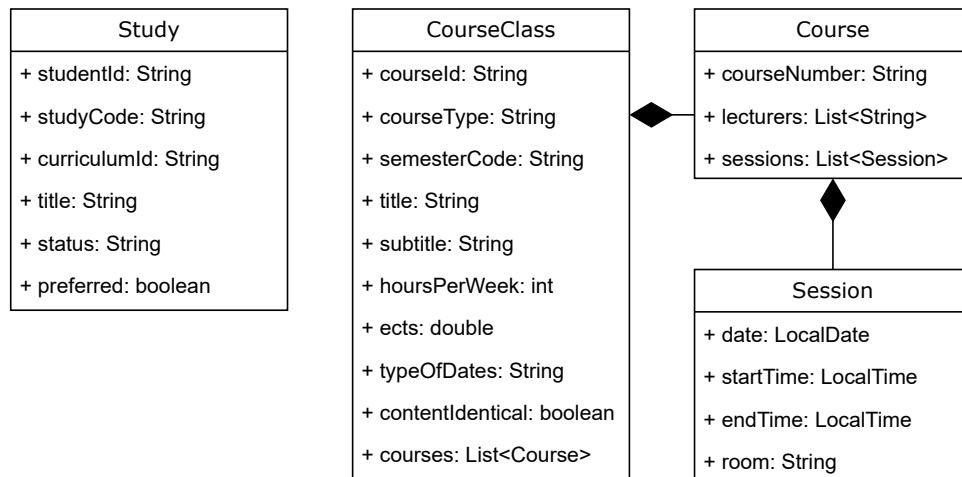 Study
+ studentId: String
+ studyCode: String
+ curriculumId: String
+ title: String
+ status: String
+ preferred: boolean
CourseClass
+ courseId: String
+ courseType: String
+ semesterCode: String
+ title: String
+ subtitle: String
+ hoursPerWeek: int
+ ects: double
+ typeOfDates: String
+ contentIdentical: boolean
+ courses: List<Course>
Course
+ courseNumber: String
+ lecturers: List<String>
+ sessions: List<Session>
Session
+ date: LocalDate
+ startTime: LocalTime
+ endTime: LocalTime
+ room: String